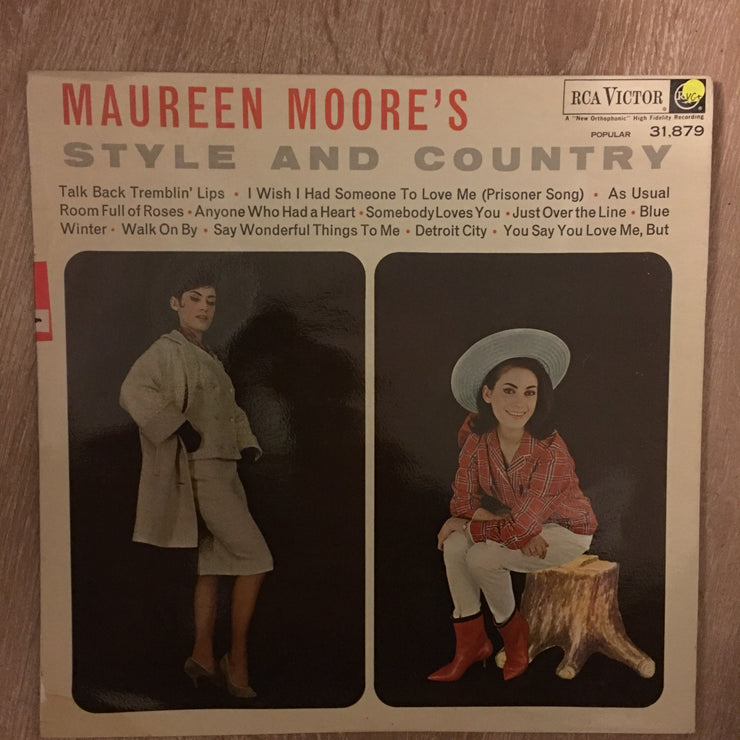 MAUREEN MOORE'S
RCA VICTOR
A "New Orthophonic" High Fidelity Recording
POPULAR 31,879
STYLE AND COUNTRY
Talk Back Tremblin' Lips • I Wish I Had Someone To Love Me (Prisoner Song) • As Usual
Room Full of Roses • Anyone Who Had a Heart • Somebody Loves You • Just Over the Line • Blue
Winter • Walk On By • Say Wonderful Things To Me • Detroit City • You Say You Love Me, But